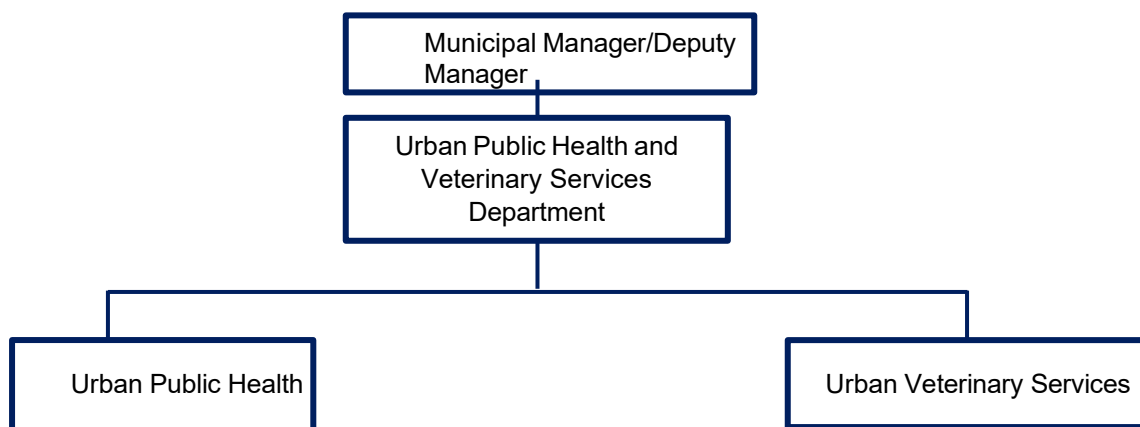 Municipal Manager/Deputy
Manager
Urban Public Health and
Veterinary Services
Department
Urban Public Health
Urban Veterinary Services